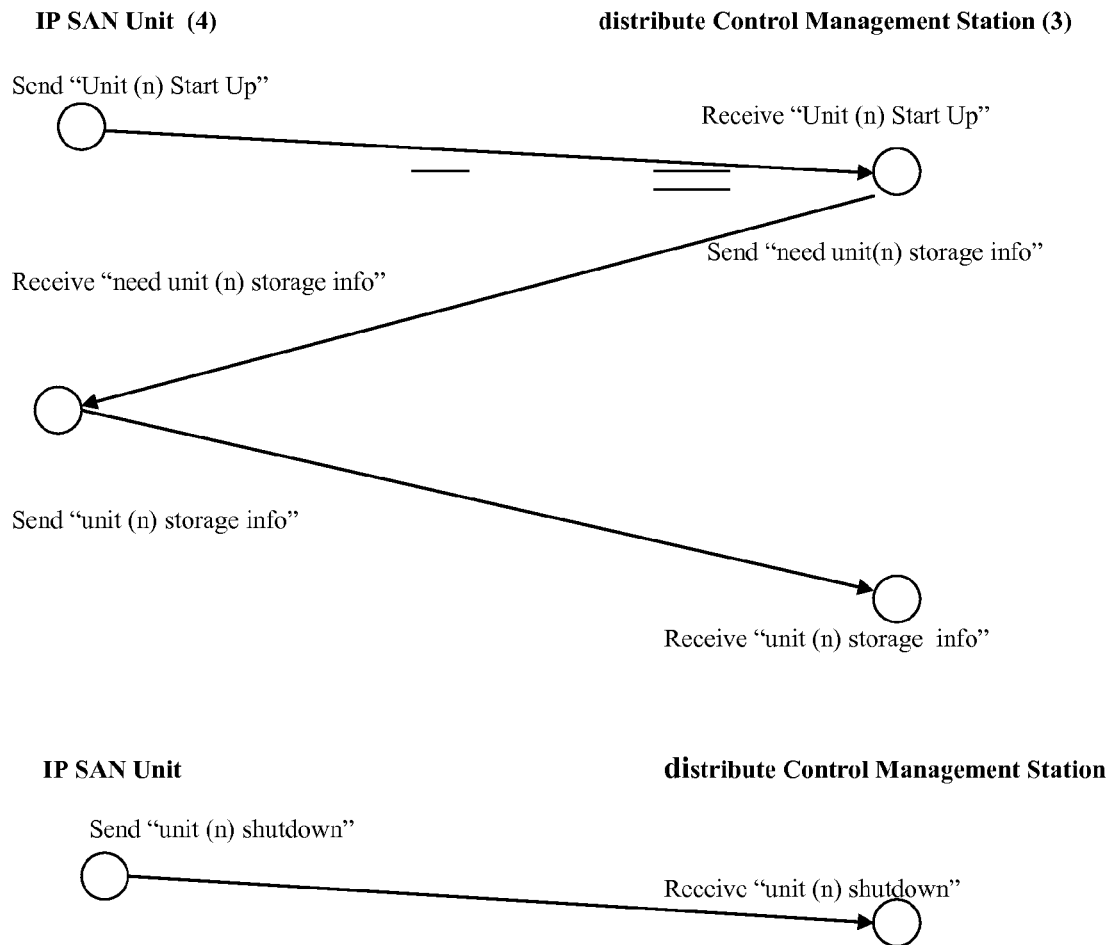 IP SAN Unit (4)
distribute Control Management Station (3)
Send “Unit (n) Start Up”
Receive “Unit (n) Start Up”
Send “need unit(n) storage info”
Receive “need unit (n) storage info”
Send “unit (n) storage info”
Receive “unit (n) storage info”
IP SAN Unit
distribute Control Management Station
Send “unit (n) shutdown”
Receive “unit (n) shutdown”